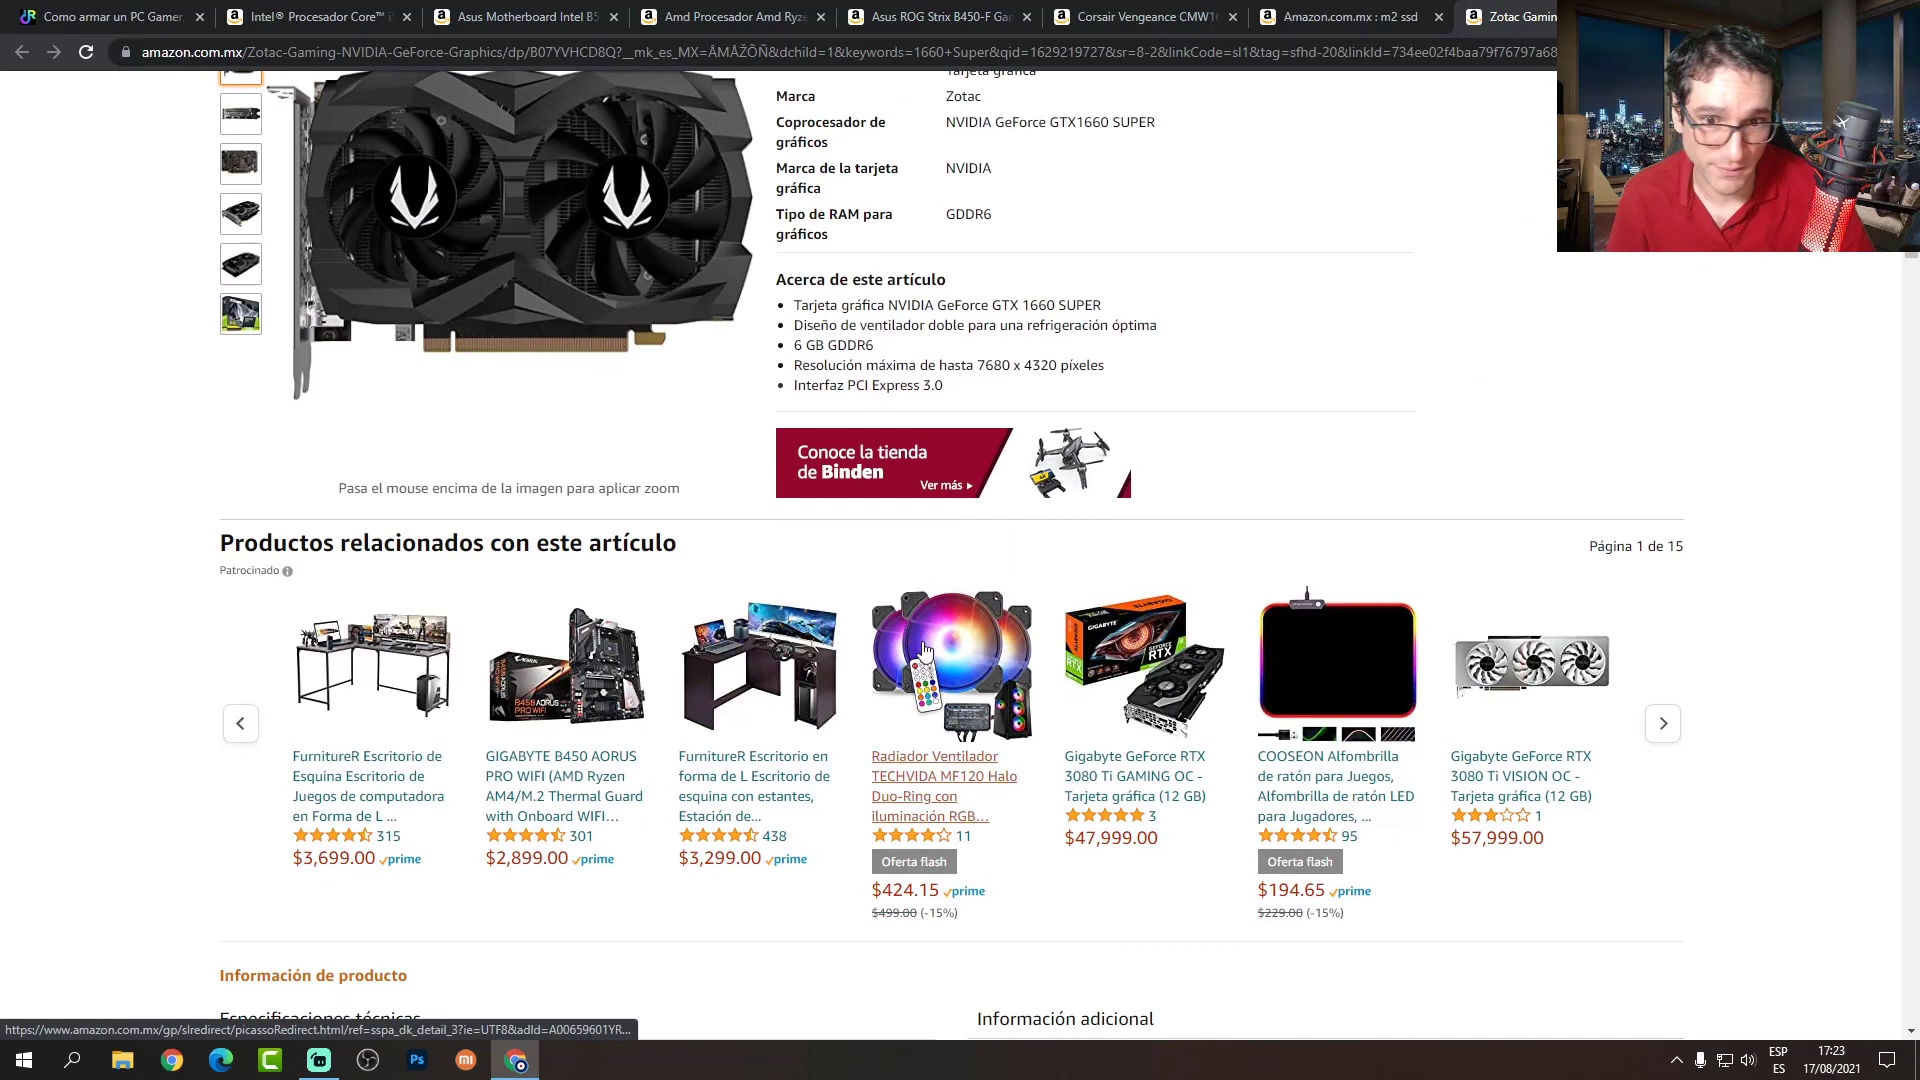 Como armar un PC Gamer,
Intel® Procesador Core™ i
Asus Motherboard Intel B5
Amd Procesador Amd Ryze
Asus ROG Strix B450-F Gam
Corsair Vengeance CMW16
Amazon.com.mx : m2 ssd
Zotac Gamin
amazon.com.mx/Zotac-Gaming-NVIDIA-GeForce-Graphics/dp/B07YVHCD8Q?__mk_es_MX=ÅMÅŽÕÑ&dchild=1&keywords=1660+Super&qid=1629219727&sr=8-2&linkCode=sl1&tag=sfhd-20&linkId=734ee02f4baa79f76797a68
Tarjeta gráfica
Marca Zotac
Coprocesador de NVIDIA GeForce GTX1660 SUPER
gráficos
Marca de la tarjeta NVIDIA
gráfica
Tipo de RAM para GDDR6
gráficos
Acerca de este artículo
Tarjeta gráfica NVIDIA GeForce GTX 1660 SUPER
Diseño de ventilador doble para una refrigeración óptima
6 GB GDDR6
Resolución máxima de hasta 7680 x 4320 píxeles
Interfaz PCI Express 3.0
Conoce la tienda
de Binden
Ver más
Pasa el mouse encima de la imagen para aplicar zoom
Productos relacionados con este artículo
Página 1 de 15
Patrocinado
FurnitureR Escritorio de
Esquina Escritorio de
Juegos de computadora
en Forma de L ...
315
$3,699.00 prime
GIGABYTE B450 AORUS
PRO WIFI (AMD Ryzen
AM4/M.2 Thermal Guard
with Onboard WIFI...
301
$2,899.00 prime
FurnitureR Escritorio en
forma de L Escritorio de
esquina con estantes,
Estación de...
438
$3,299.00 prime
Radiador Ventilador
TECHVIDA MF120 Halo
Duo-Ring con
iluminación RGB...
11
Oferta flash
$424.15 prime
$499.00 (-15%)
GIGABYTE
Gigabyte GeForce RTX
3080 Ti GAMING OC -
Tarjeta gráfica (12 GB)
3
$47,999.00
COOSEON Alfombrilla
de ratón para Juegos,
Alfombrilla de ratón LED
para Jugadores, ...
95
Oferta flash
$194.65 prime
$229.00 (-15%)
Gigabyte GeForce RTX
3080 Ti VISION OC -
Tarjeta gráfica (12 GB)
1
$57,999.00
Información de producto
Especificaciones técnicas
Información adicional
https://www.amazon.com.mx/gp/slredirect/picassoRedirect.html/ref=sspa_dk_detail_3?ie=UTF8&adId=A00659601YR...
Ps
mi
ESP
ES
17:23
17/08/2021